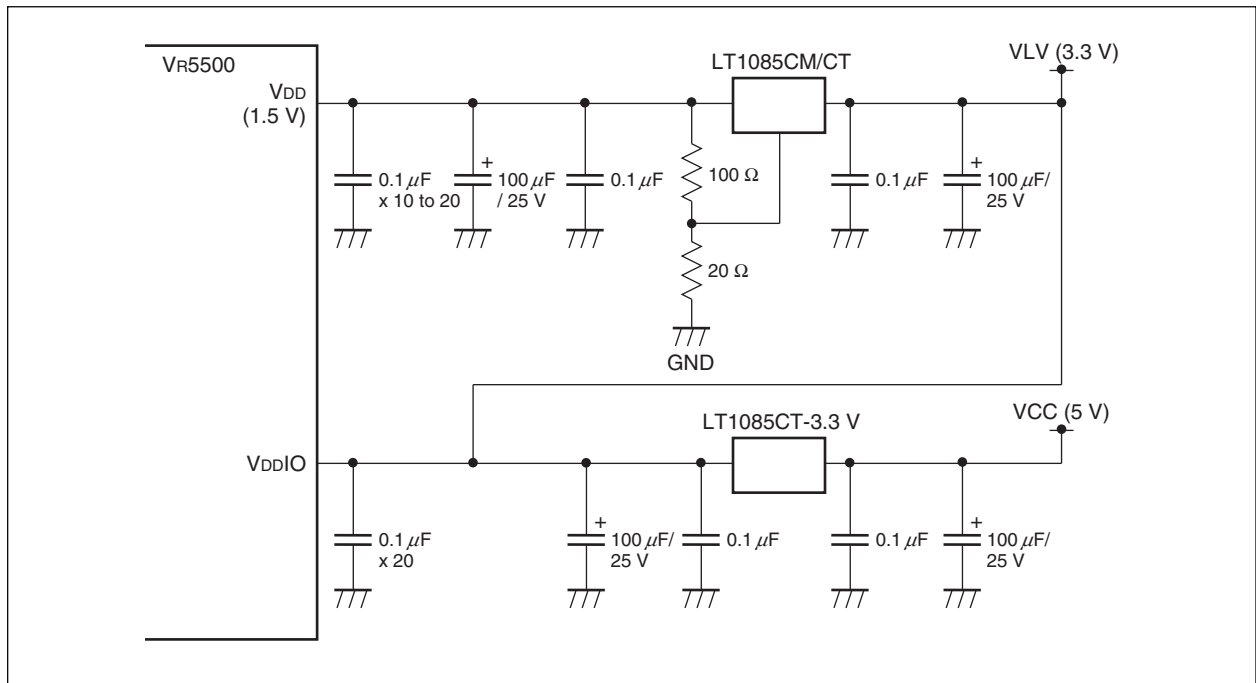 VR5500
VDD
(1.5 V)
LT1085CM/CT
VLV (3.3 V)
0.1 μF
x 10 to 20
+
100 μF
/ 25 V
0.1 μF
100 Ω
20 Ω
GND
0.1 μF
+
100 μF/
25 V
VDDIO
LT1085CT-3.3 V
VCC (5 V)
0.1 μF
x 20
+
100 μF/
25 V
0.1 μF
0.1 μF
+
100 μF/
25 V